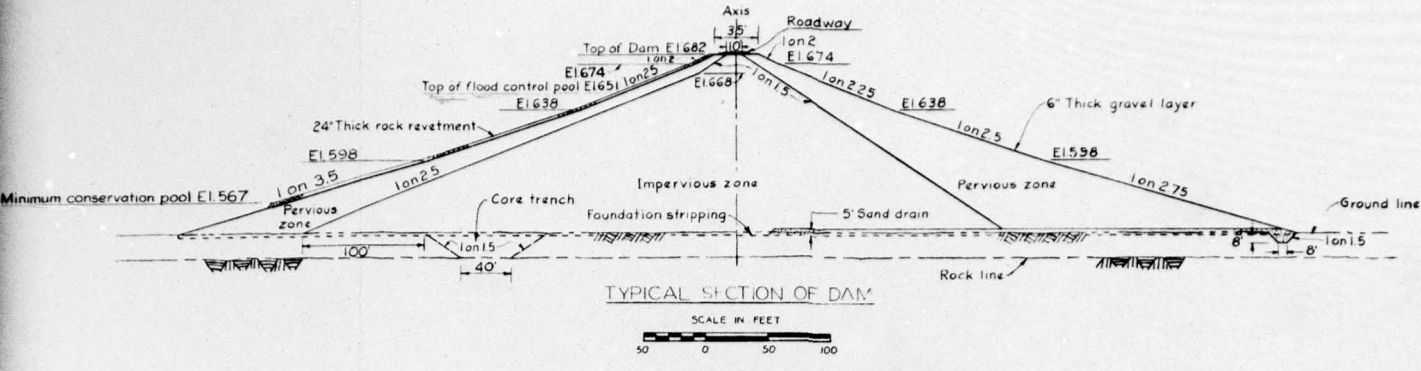 Axis
35'
Roadway
10'
Top of Dam El.682
1 on 2
1 on 2
El.674
El.674
1 on 2.5
Top of flood control pool El.651
El.668
1 on 1.5
1 on 2.25
El.638
El.638
6" Thick gravel layer
24" Thick rock revetment
1 on 2.5
El.598
El.598
1 on 3.5
1 on 2.5
1 on 2.75
Minimum conservation pool El.567
Impervious zone
Pervious zone
Pervious
zone
Core trench
Foundation stripping
5' Sand drain
Ground line
1 on 1.5
8'
1 on 1.5
100'
8'
40'
Rock line
TYPICAL SECTION OF DAM
SCALE IN FEET
50 0 50 100